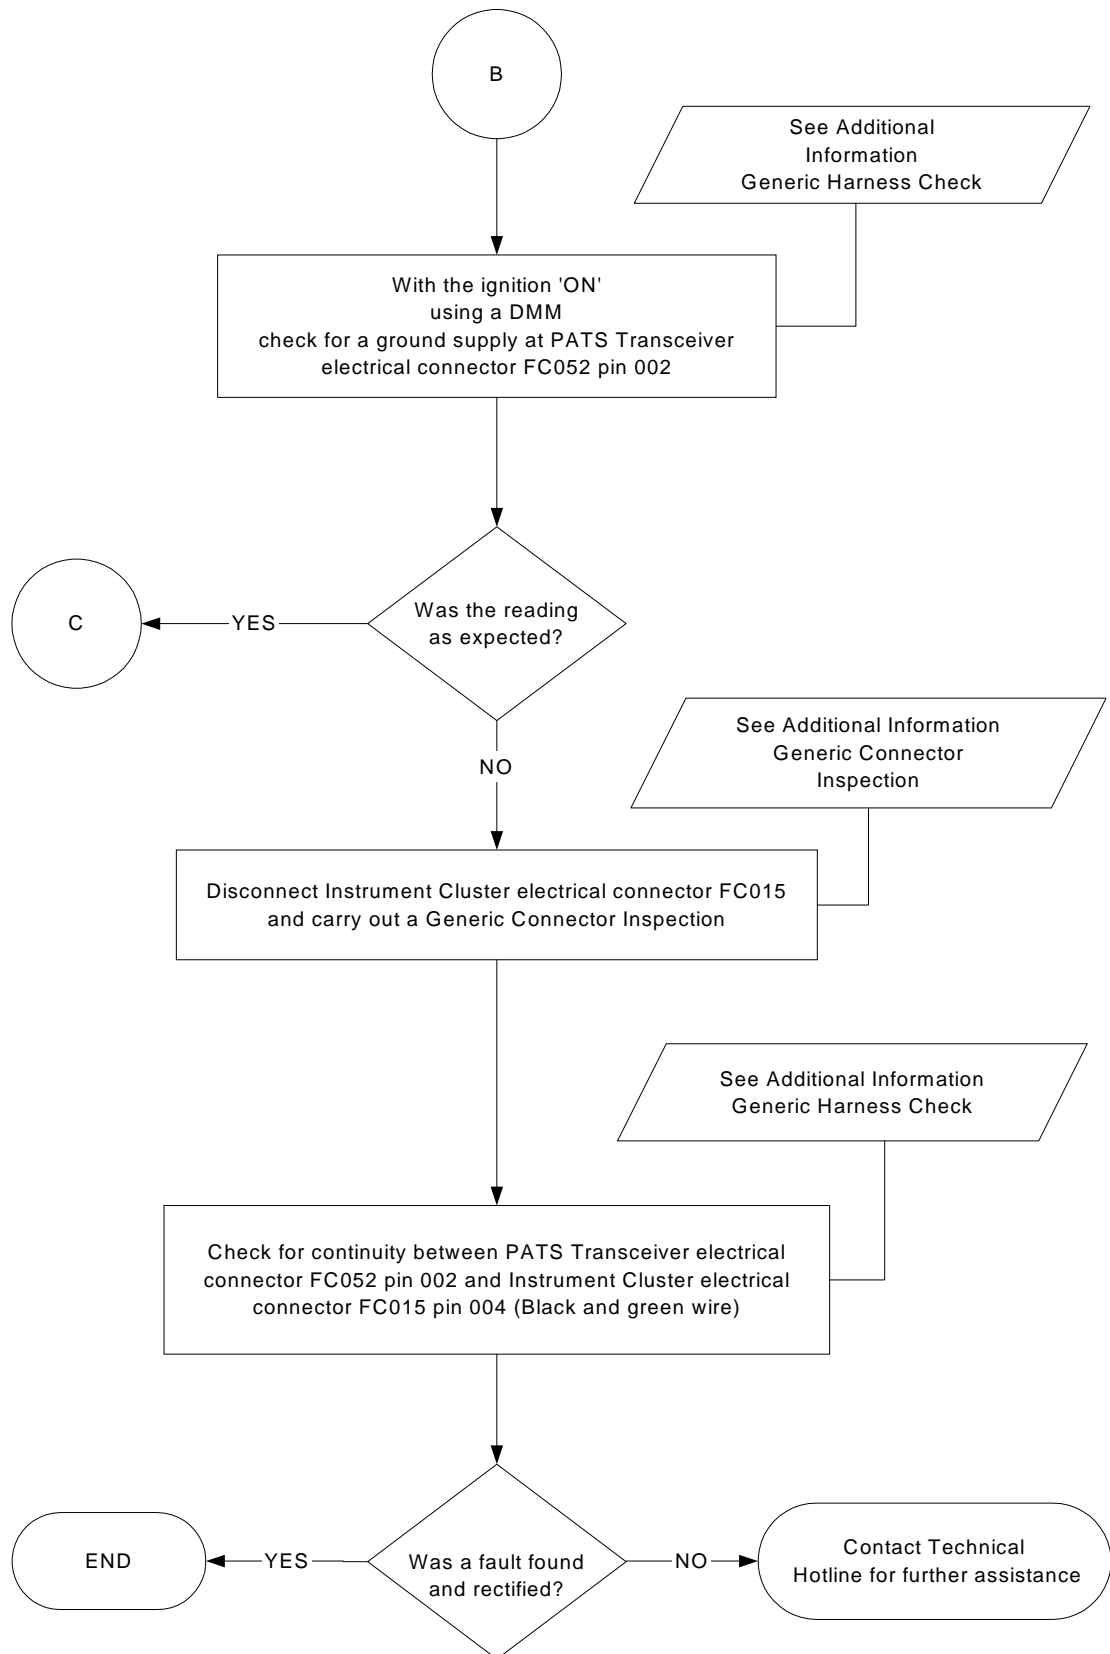 B
See Additional
Information
Generic Harness Check
With the ignition 'ON'
using a DMM
check for a ground supply at PATS Transceiver
electrical connector FC052 pin 002
Was the reading
as expected?
YES
C
NO
See Additional Information
Generic Connector
Inspection
Disconnect Instrument Cluster electrical connector FC015
and carry out a Generic Connector Inspection
See Additional Information
Generic Harness Check
Check for continuity between PATS Transceiver electrical
connector FC052 pin 002 and Instrument Cluster electrical
connector FC015 pin 004 (Black and green wire)
Was a fault found
and rectified?
YES
END
NO
Contact Technical
Hotline for further assistance